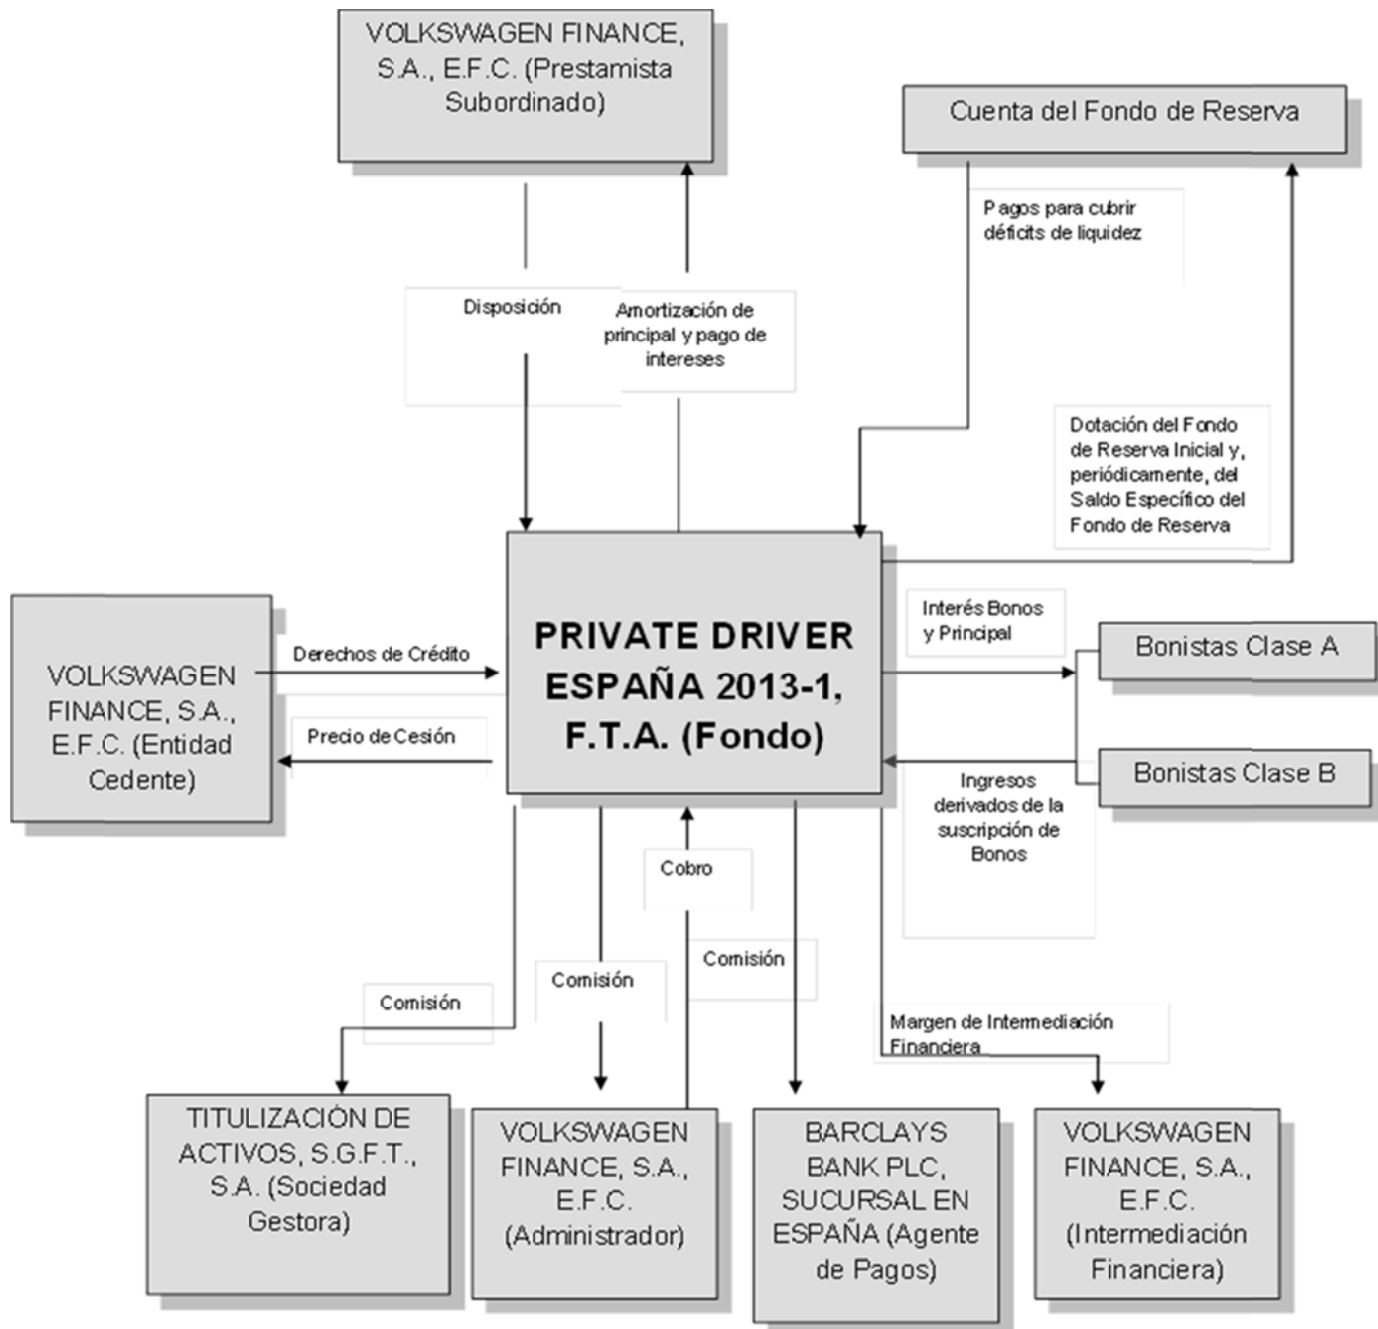 VOLKSWAGEN FINANCE,
S.A., E.F.C. (Prestamista
Subordinado)
Cuenta del Fondo de Reserva
Pagos para cubrir
déficits de liquidez
Disposición
Amortización de
principal y pago de
intereses
Dotación del Fondo
de Reserva Inicial y,
periódicamente, del
Saldo Específico del
Fondo de Reserva
PRIVATE DRIVER
ESPAÑA 2013-1,
F.T.A. (Fondo)
Interés Bonos
y Principal
Bonistas Clase A
VOLKSWAGEN
FINANCE, S.A.,
E.F.C. (Entidad
Cedente)
Derechos de Crédito
Precio de Cesión
Bonistas Clase B
Ingresos
derivados de la
suscripción de
Bonos
Cobro
Comisión
Comisión
Comisión
Margen de Intermediación
Financiera
TITULIZACIÓN DE
ACTIVOS, S.G.F.T.,
S.A. (Sociedad
Gestora)
VOLKSWAGEN
FINANCE, S.A.,
E.F.C.
(Administrador)
BARCLAYS
BANK PLC,
SUCURSAL EN
ESPAÑA (Agente
de Pagos)
VOLKSWAGEN
FINANCE, S.A.,
E.F.C.
(Intermediación
Financiera)